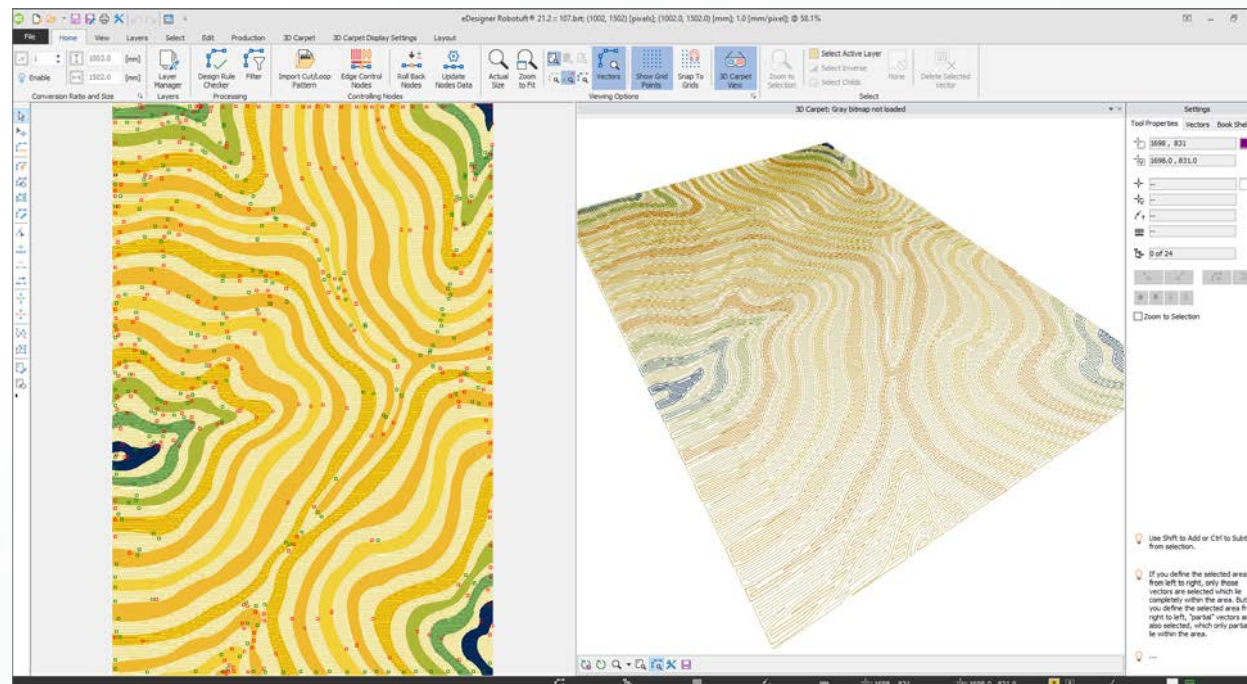 eDesigner Robotuft® 21.2 :: 107.brt; (1002, 1502) [pixels]; (1002.0, 1502.0) [mm]; 1.0 [mm/pixel]; @ 50.1%
File Home View Layers Select Edit Production 3D Carpet 3D Carpet Display Settings Layout
1 1003.0 [mm]
Enable 1502.0 [mm]
Layer Manager
Design Rule Checker
Filter
Import Cut/Loop Pattern
Edge Control Nodes
Roll Back Nodes
Update Nodes Data
Actual Size
Zoom to Fit
Vectors
Show Grid Points
Snap To Grids
3D Carpet View
Zoom to Selection
Select Active Layer
Select Inverse
Select Childs
None
Delete Selected Vector
Conversion Ratio and Size Layers Processing Controlling Nodes Viewing Options Select
3D Carpet: Gray bitmap not loaded
Settings
Tool Properties Vectors Book Shel
1698 , 831
1698.0 , 831.0
--
--
--
--
0 of 24
Zoom to Selection
Use Shift to Add or Ctrl to Subt
from selection.
If you define the selected area
from left to right, only those
vectors are selected which lie
completely within the area. But
you define the selected area fr
right to left, "partial" vectors a
also selected, which only partia
lie within the area.
...
1698 , 831 1698.0 , 831.0